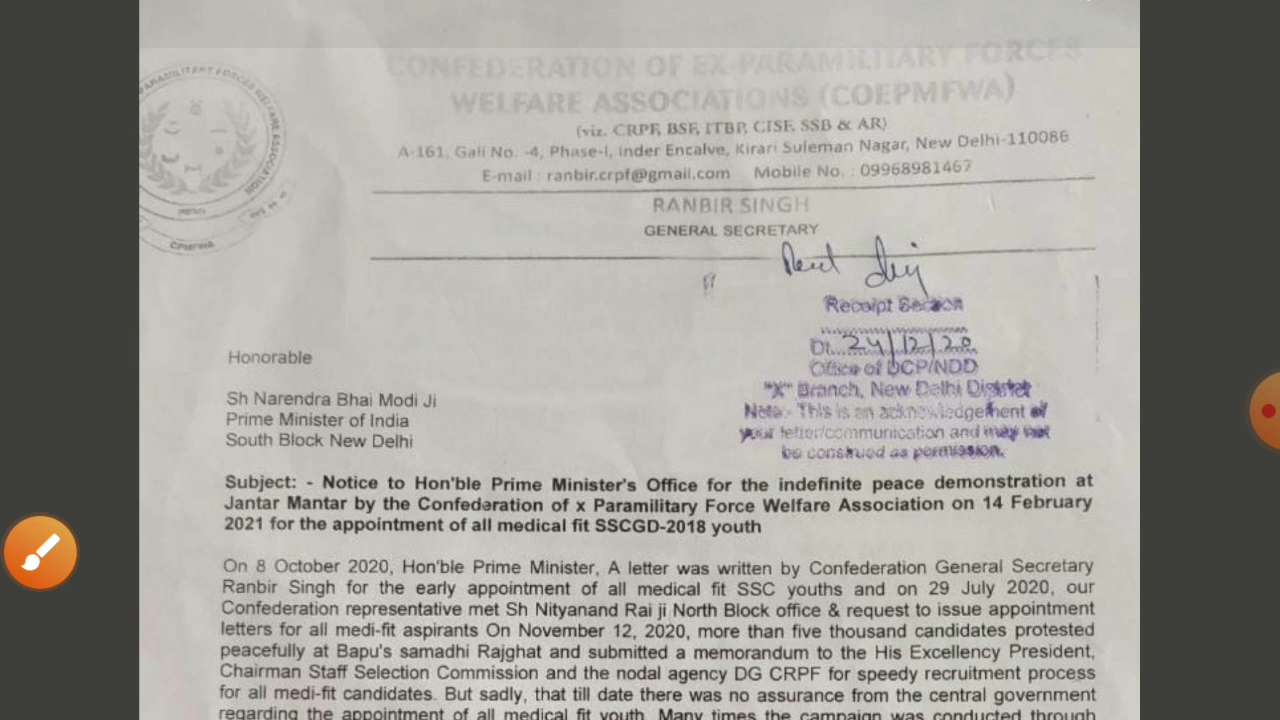 CONFEDERATION OF EX-PARAMILITARY FORCES
WELFARE ASSOCIATIONS (COEPMFWA)
(viz. CRPF, BSF, ITBP, CISF, SSB & AR)
A-161, Gali No. -4, Phase-I, Inder Encalve, Kirari Suleman Nagar, New Delhi-110086
E-mail : ranbir.crpf@gmail.com Mobile No. : 09968981467
RANBIR SINGH
GENERAL SECRETARY
PARAMILITARY FORCES WELFARE ASSOCIATION
CPMFWA
Receipt Section
Dt. 24/12/20
Office of DCP/NDD
"X" Branch, New Delhi District
Note:- This is an acknowledgement of
your letter/communication and may not
be construed as permission.
Honorable
Sh Narendra Bhai Modi Ji
Prime Minister of India
South Block New Delhi
Subject: - Notice to Hon'ble Prime Minister's Office for the indefinite peace demonstration at
Jantar Mantar by the Confederation of x Paramilitary Force Welfare Association on 14 February
2021 for the appointment of all medical fit SSCGD-2018 youth
On 8 October 2020, Hon'ble Prime Minister, A letter was written by Confederation General Secretary
Ranbir Singh for the early appointment of all medical fit SSC youths and on 29 July 2020, our
Confederation representative met Sh Nityanand Rai ji North Block office & request to issue appointment
letters for all medi-fit aspirants On November 12, 2020, more than five thousand candidates protested
peacefully at Bapu's samadhi Rajghat and submitted a memorandum to the His Excellency President,
Chairman Staff Selection Commission and the nodal agency DG CRPF for speedy recruitment process
for all medi-fit candidates. But sadly, that till date there was no assurance from the central government
regarding the appointment of all medical fit youth. Many times the campaign was conducted through